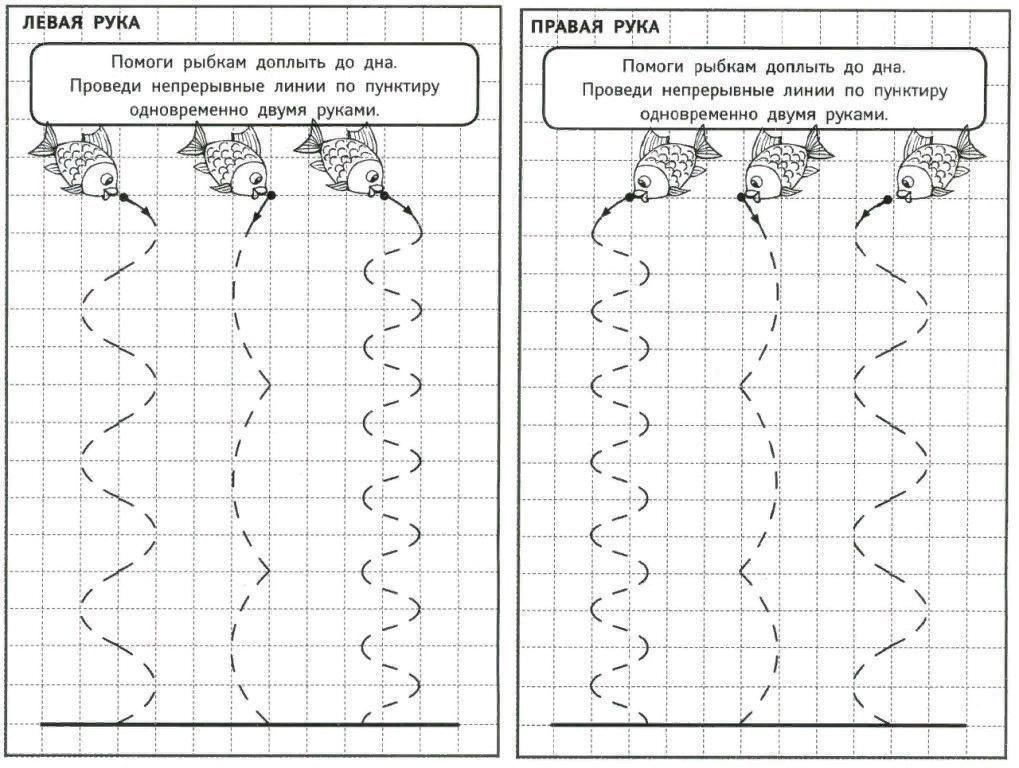 ЛЕВАЯ РУКА
Помоги рыбкам доплыть до дна.
Проведи непрерывные линии по пунктиру
одновременно двумя руками.
ПРАВАЯ РУКА
Помоги рыбкам доплыть до дна.
Проведи непрерывные линии по пунктиру
одновременно двумя руками.